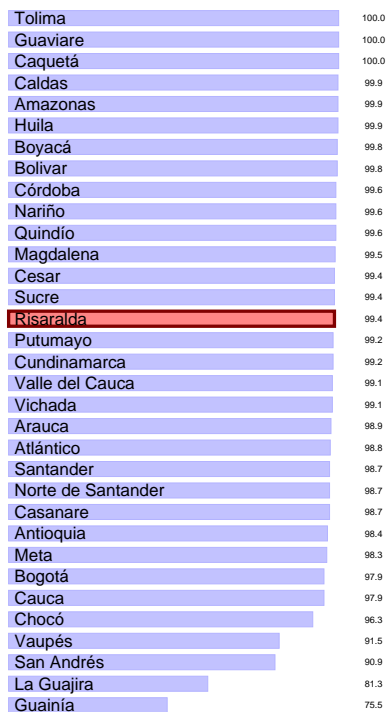 Tolima 100.0
Guaviare 100.0
Caquetá 100.0
Caldas 99.9
Amazonas 99.9
Huila 99.9
Boyacá 99.8
Bolivar 99.8
Córdoba 99.6
Nariño 99.6
Quindío 99.6
Magdalena 99.5
Cesar 99.4
Sucre 99.4
Risaralda 99.4
Putumayo 99.2
Cundinamarca 99.2
Valle del Cauca 99.1
Vichada 99.1
Arauca 98.9
Atlántico 98.8
Santander 98.7
Norte de Santander 98.7
Casanare 98.7
Antioquia 98.4
Meta 98.3
Bogotá 97.9
Cauca 97.9
Chocó 96.3
Vaupés 91.5
San Andrés 90.9
La Guajira 81.3
Guainía 75.5